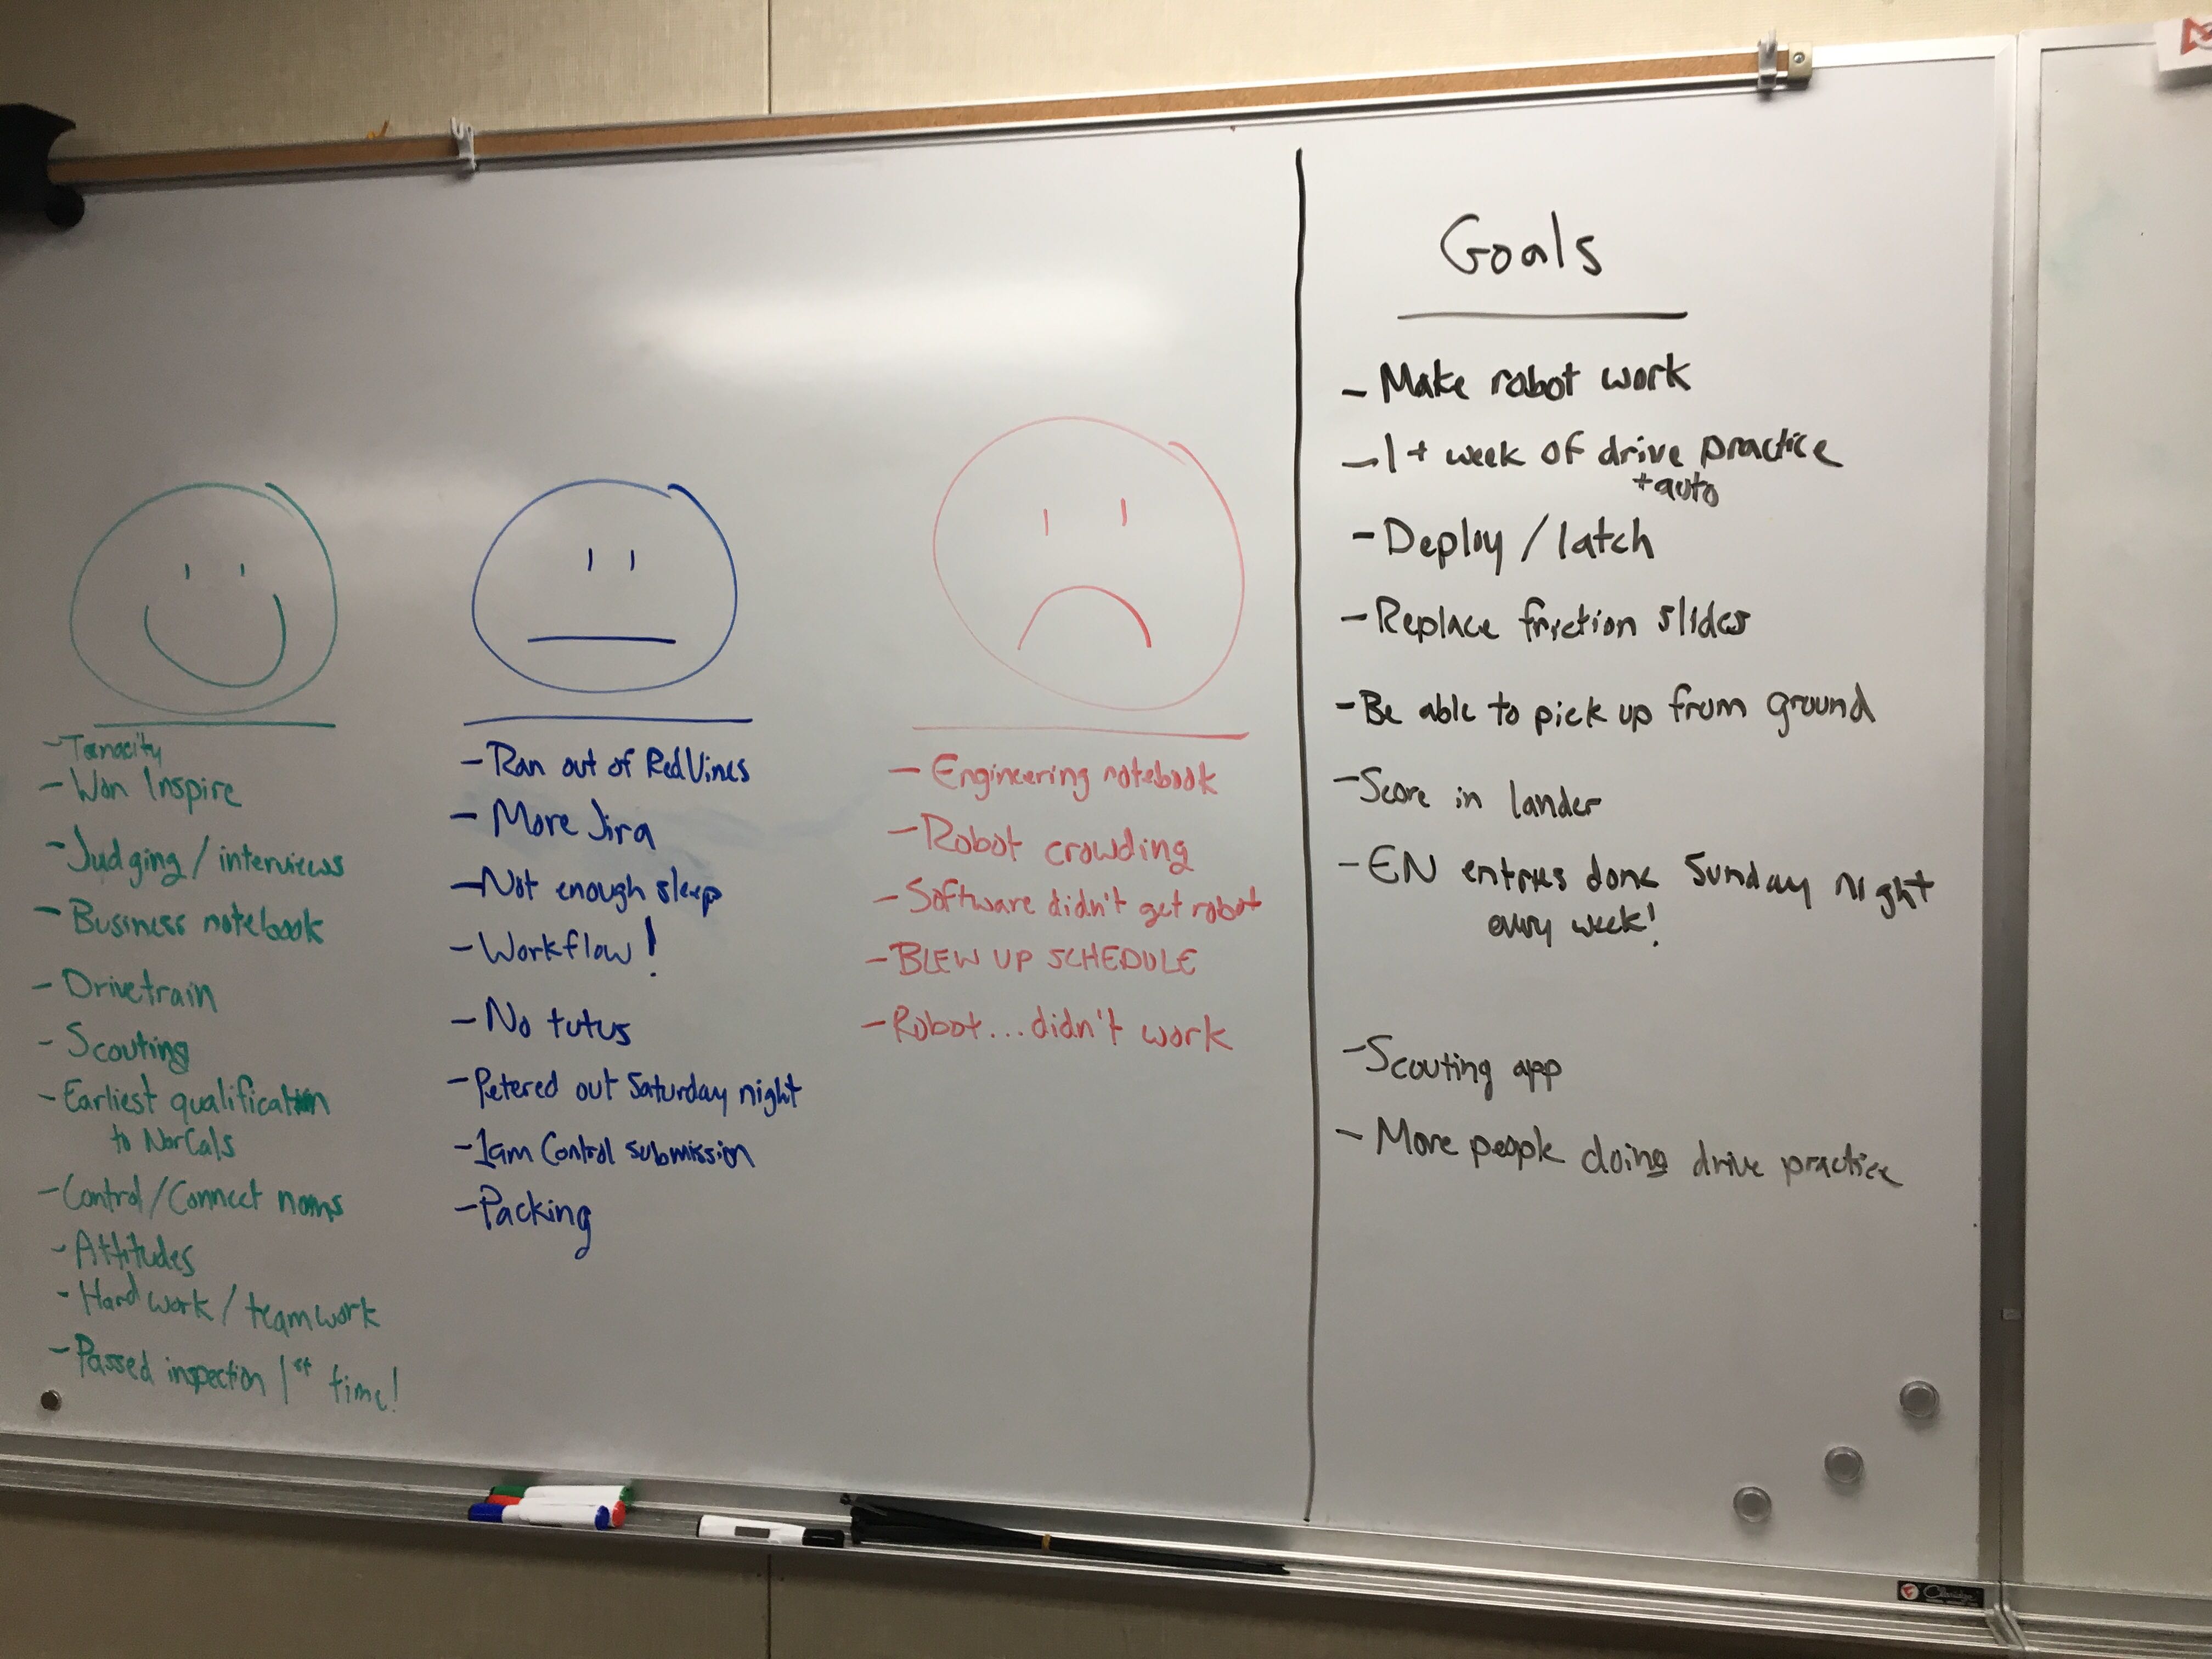 - Tenacity
- Won Inspire
- Judging / interviews
- Business notebook
- Drivetrain
- Scouting
- Earliest qualification
to NorCals
- Control / Connect noms
- Attitudes
- Hard work / teamwork
- Passed inspection 1st time!
- Ran out of RedVines
- More Jira
- Not enough sleep
- Workflow!
- No tutus
- Petered out Saturday night
- 1am Control submission
- Packing
- Engineering notebook
- Robot crowding
- Software didn't get robot
- BLEW UP SCHEDULE
- Robot... didn't work
Goals
- Make robot work
- 1+ week of drive practice
+ auto
- Deploy / latch
- Replace friction slides
- Be able to pick up from ground
- Score in lander
- EN entries done Sunday night
every week!
- Scouting app
- More people doing drive practice